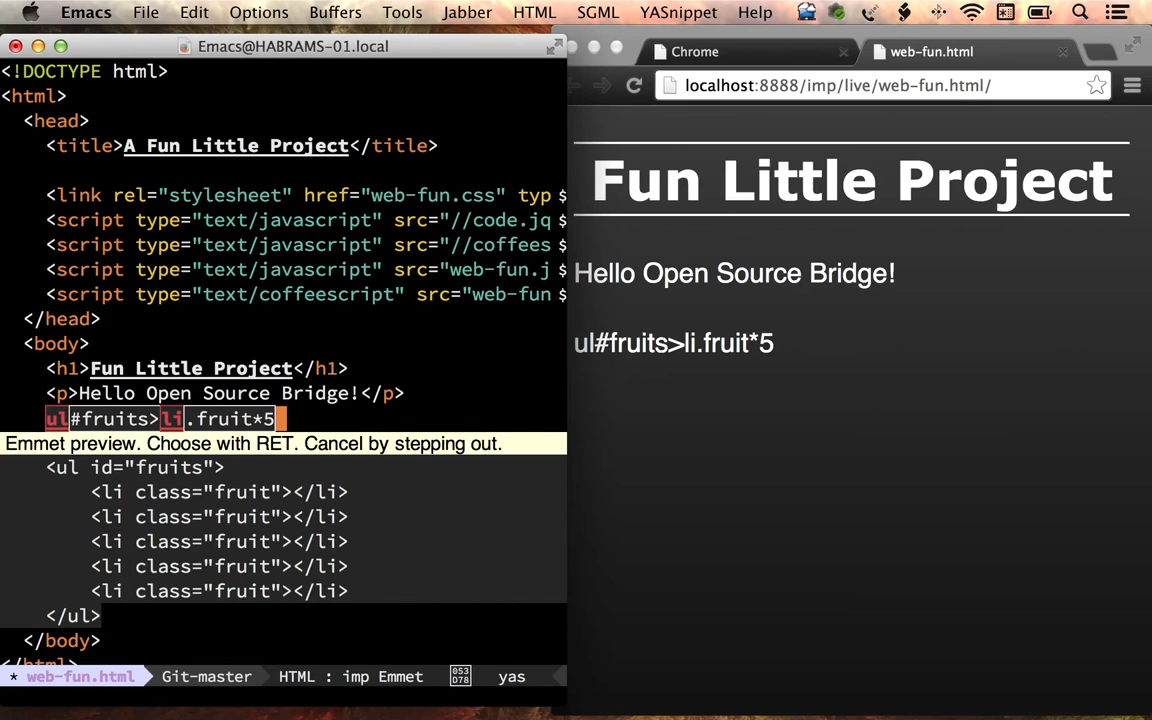 Emacs File Edit Options Buffers Tools Jabber HTML SGML YASnippet Help
Emacs@HABRAMS-01.local
<!DOCTYPE html>
<html>
<head>
<title>A Fun Little Project</title>
<link rel="stylesheet" href="web-fun.css" typ$
<script type="text/javascript" src="//code.jq$
<script type="text/javascript" src="//coffees$
<script type="text/javascript" src="web-fun.j$
<script type="text/coffeescript" src="web-fun$
</head>
<body>
<h1>Fun Little Project</h1>
<p>Hello Open Source Bridge!</p>
ul#fruits>li.fruit*5
Emmet preview. Choose with RET. Cancel by stepping out.
<ul id="fruits">
<li class="fruit"></li>
<li class="fruit"></li>
<li class="fruit"></li>
<li class="fruit"></li>
<li class="fruit"></li>
</ul>
</body>
</html>
* web-fun.html Git-master HTML : imp Emmet 053 D78 yas
Chrome web-fun.html
localhost:8888/imp/live/web-fun.html/
Fun Little Project
Hello Open Source Bridge!
ul#fruits>li.fruit*5